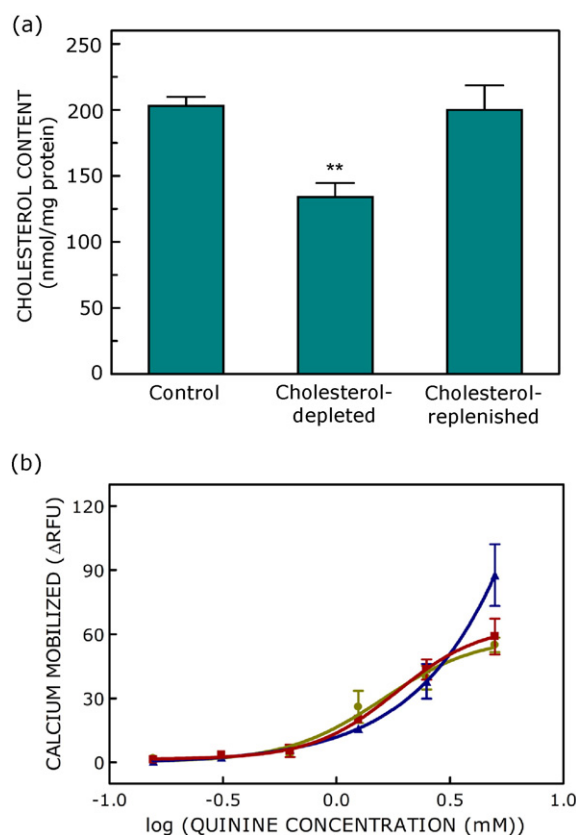 (a)
CHOLESTEROL CONTENT
(nmol/mg protein)
250
200
150
100
50
0
**
Control
Cholesterol-
depleted
Cholesterol-
replenished
(b)
CALCIUM MOBILIZED (ΔRFU)
120
90
60
30
0
-1.0
-0.5
0.0
0.5
1.0
log (QUININE CONCENTRATION (mM))